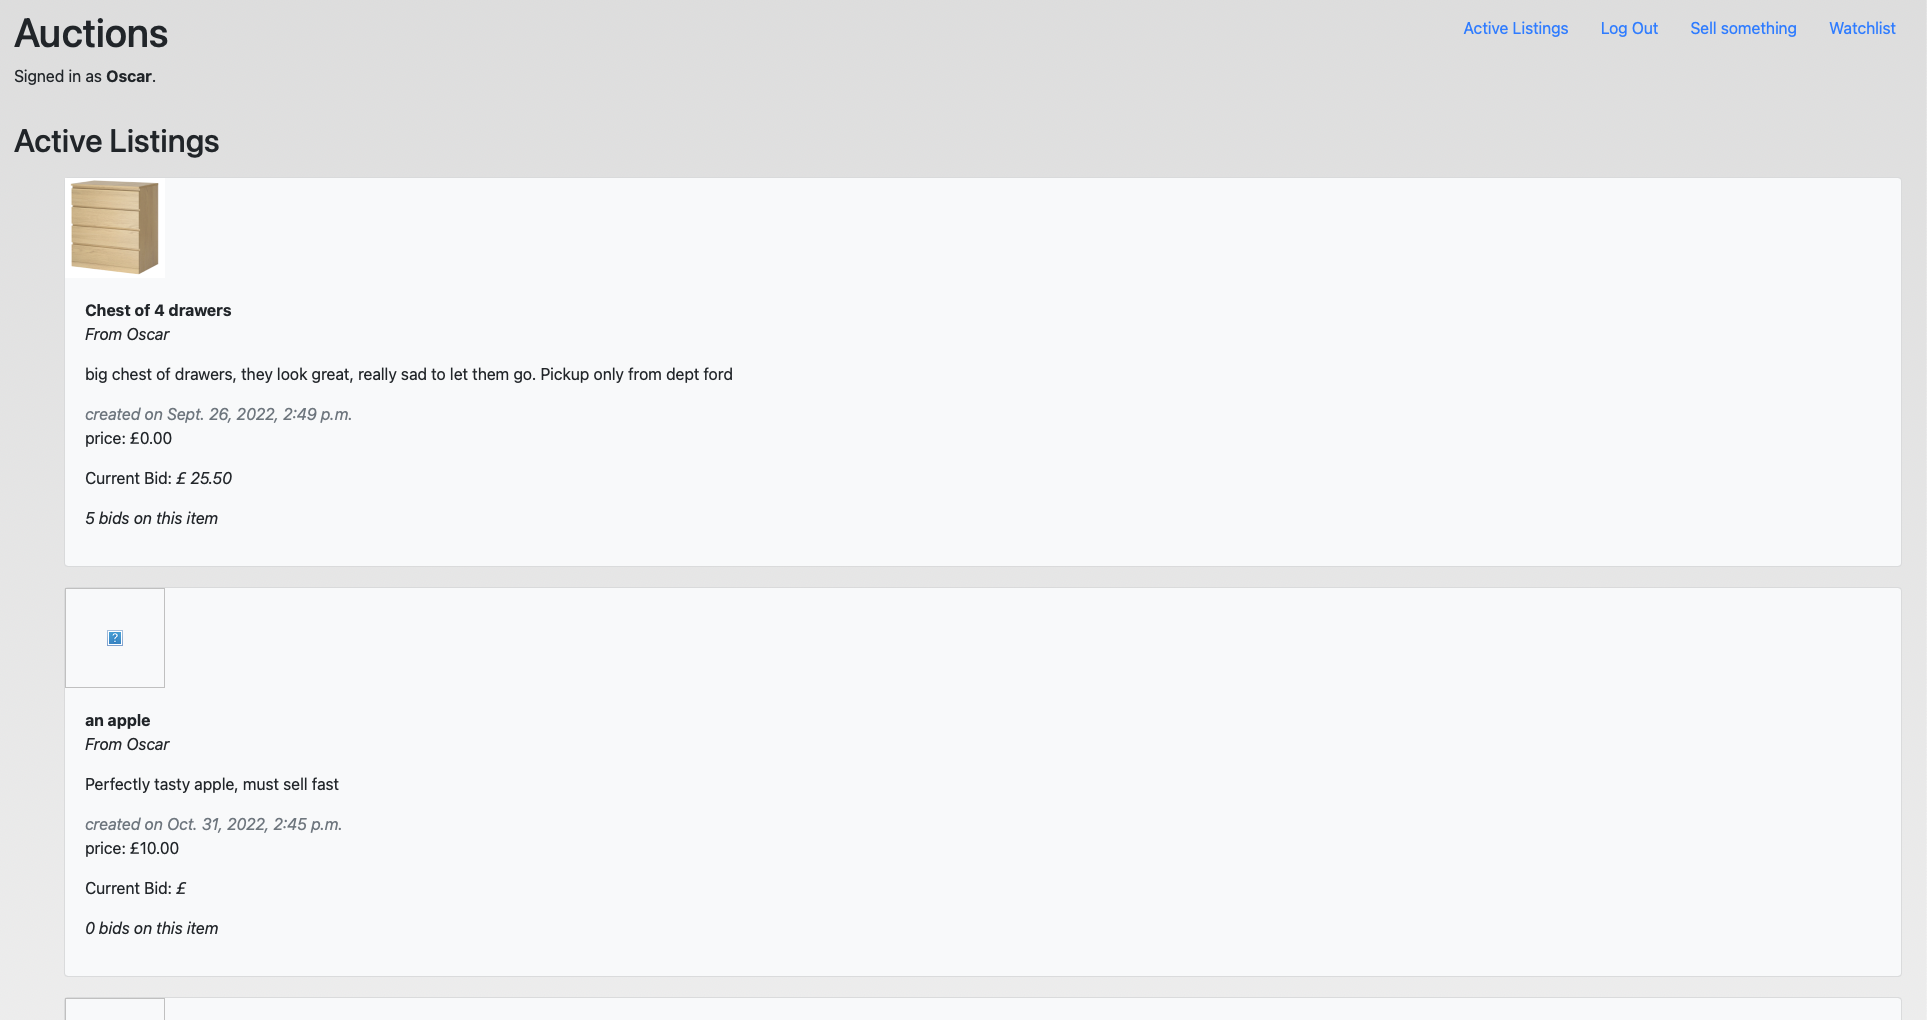 Auctions
Active Listings
Log Out
Sell something
Watchlist
Signed in as Oscar.
Active Listings
Chest of 4 drawers
From Oscar
big chest of drawers, they look great, really sad to let them go. Pickup only from dept ford
created on Sept. 26, 2022, 2:49 p.m.
price: £0.00
Current Bid: £ 25.50
5 bids on this item
?
an apple
From Oscar
Perfectly tasty apple, must sell fast
created on Oct. 31, 2022, 2:45 p.m.
price: £10.00
Current Bid: £
0 bids on this item